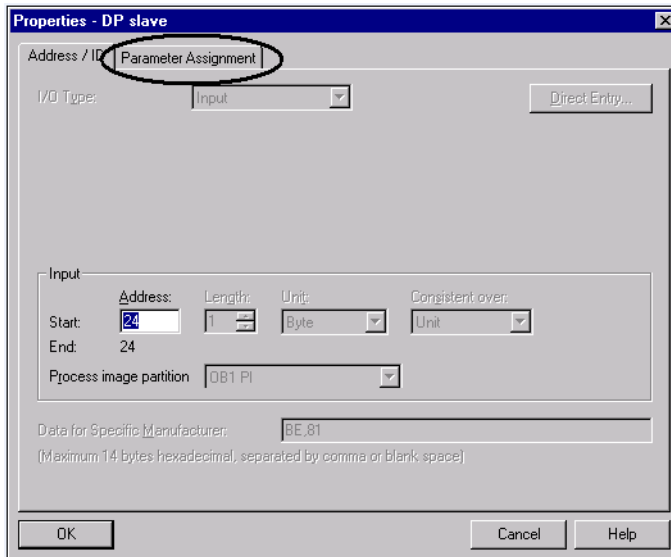 Properties - DP slave
Address / ID Parameter Assignment
I/O Type: Input Direct Entry...
Input
Address: Length: Unit: Consistent over:
Start: 24 1 Byte Unit
End: 24
Process image partition OB1 PI
Data for Specific Manufacturer: BE,81
(Maximum 14 bytes hexadecimal, separated by comma or blank space)
OK Cancel Help